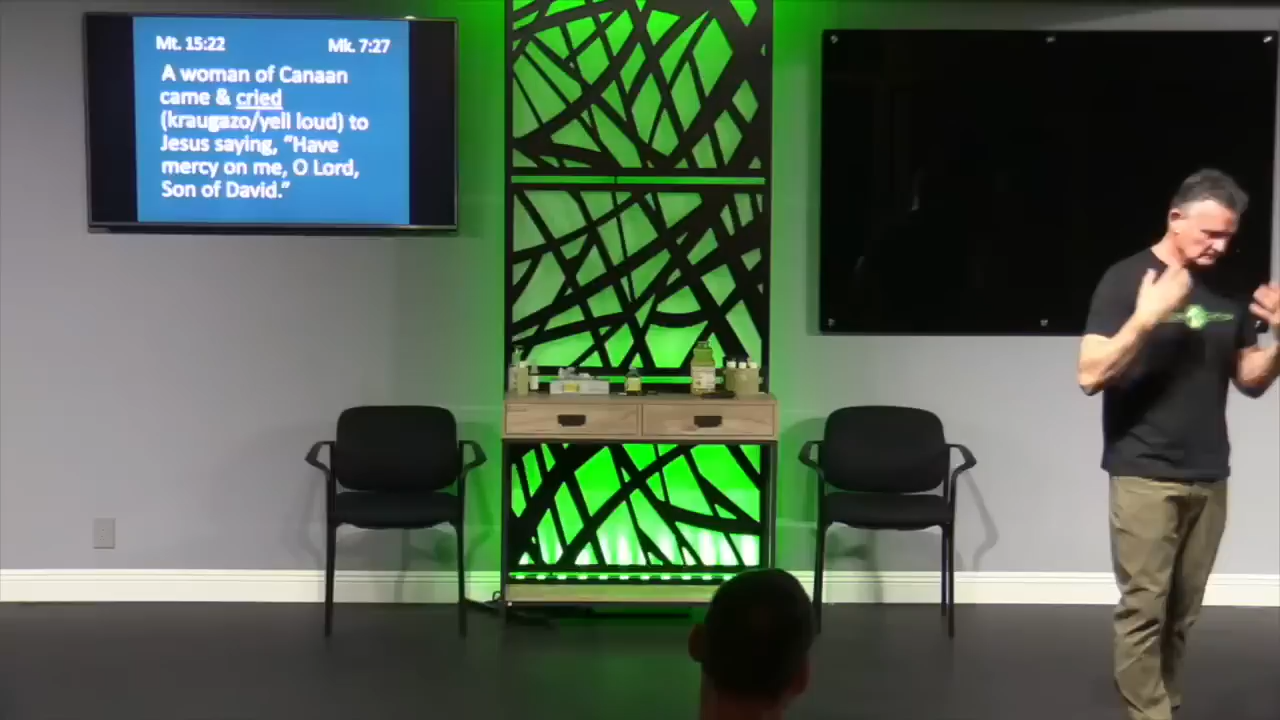 Mt. 15:22 Mk. 7:27
A woman of Canaan
came & cried
(kraugazo/yell loud) to
Jesus saying, “Have
mercy on me, O Lord,
Son of David.”